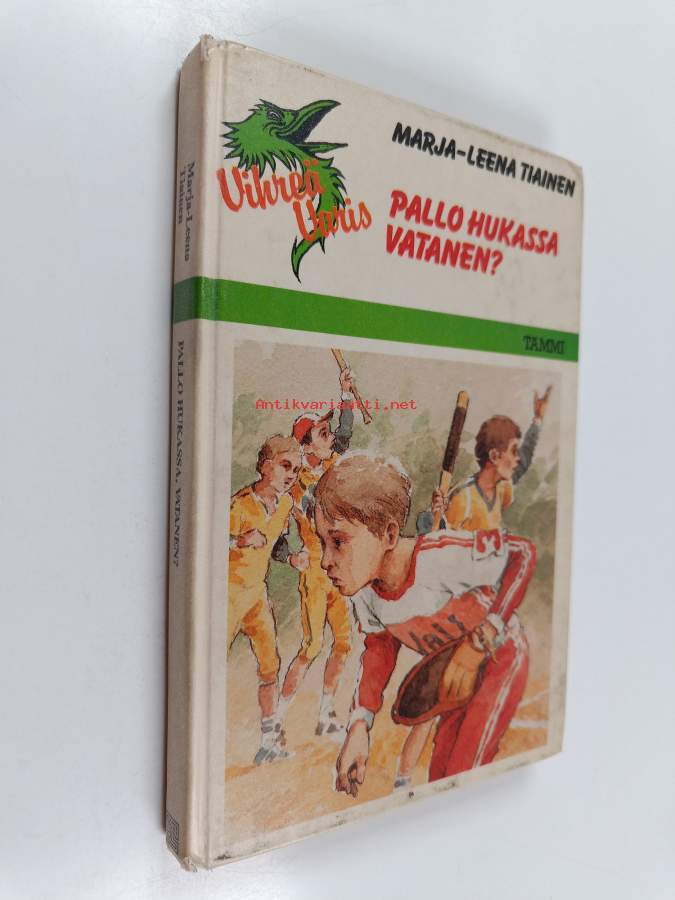 MARJA-LEENA TIAINEN
Vihreä
Varis
PALLO HUKASSA
VATANEN?
TAMMI
Antikvariaatti.net
3
Marja-Leena
Tiainen
PALLO HUKASSA, VATANEN?